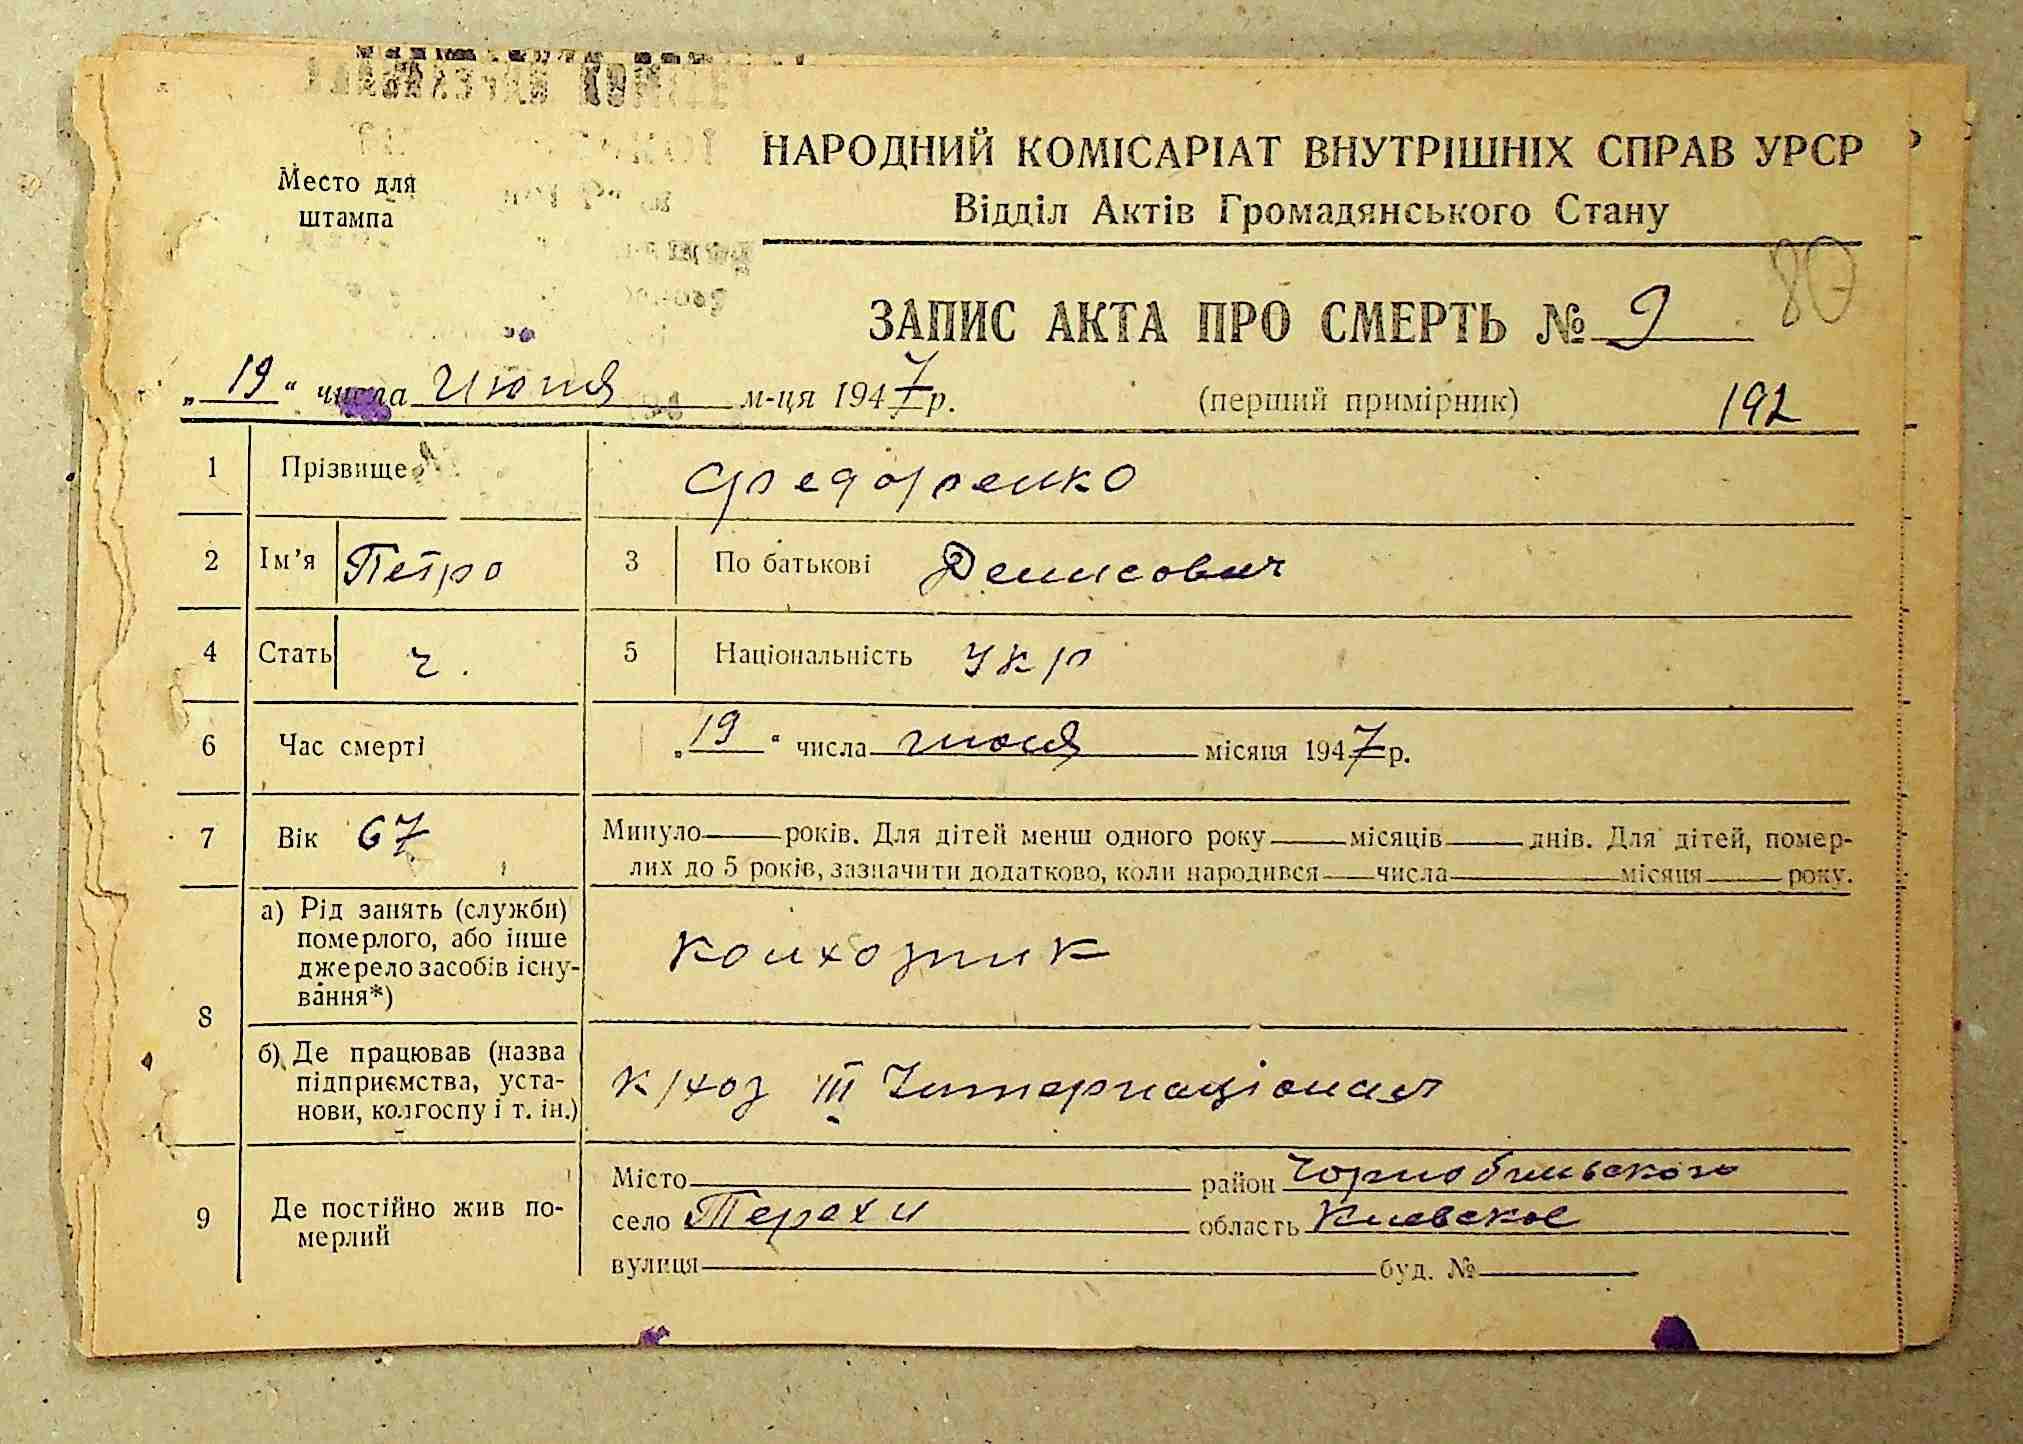 Место для
штампа
НАРОДНИЙ КОМІСАРІАТ ВНУТРІШНІХ СПРАВ УРСР
Відділ Актів Громадянського Стану
80
ЗАПИС АКТА ПРО СМЕРТЬ № 9
„19“ числа июня м-ця 1947 р. (перший примірник) 192
1 Прізвище Федоренко
2 Ім'я Петро 3 По батькові Денисович
4 Стать ч. 5 Національність укр
6 Час смерті „19“ числа июня місяця 1947 р.
7 Вік 67 Минуло років. Для дітей менш одного року місяців днів. Для дітей, помер-
лих до 5 років, зазначити додатково, коли народився числа місяця року.
8 а) Рід занять (служби)
померлого, або інше
джерело засобів існу-
вання*)
колхозник
б) Де працював (назва
підприємства, уста-
нови, колгоспу і т. ін.)
к/хоз III Интернаціонал
9 Де постійно жив по-
мерлий
Місто район Чорнобильського
село Терехи область Киевское
вулиця буд. №